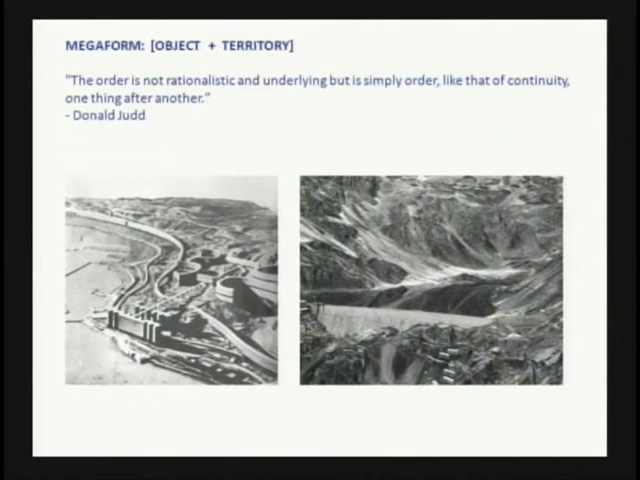 MEGAFORM: [OBJECT + TERRITORY]
"The order is not rationalistic and underlying but is simply order, like that of continuity,
one thing after another."
- Donald Judd